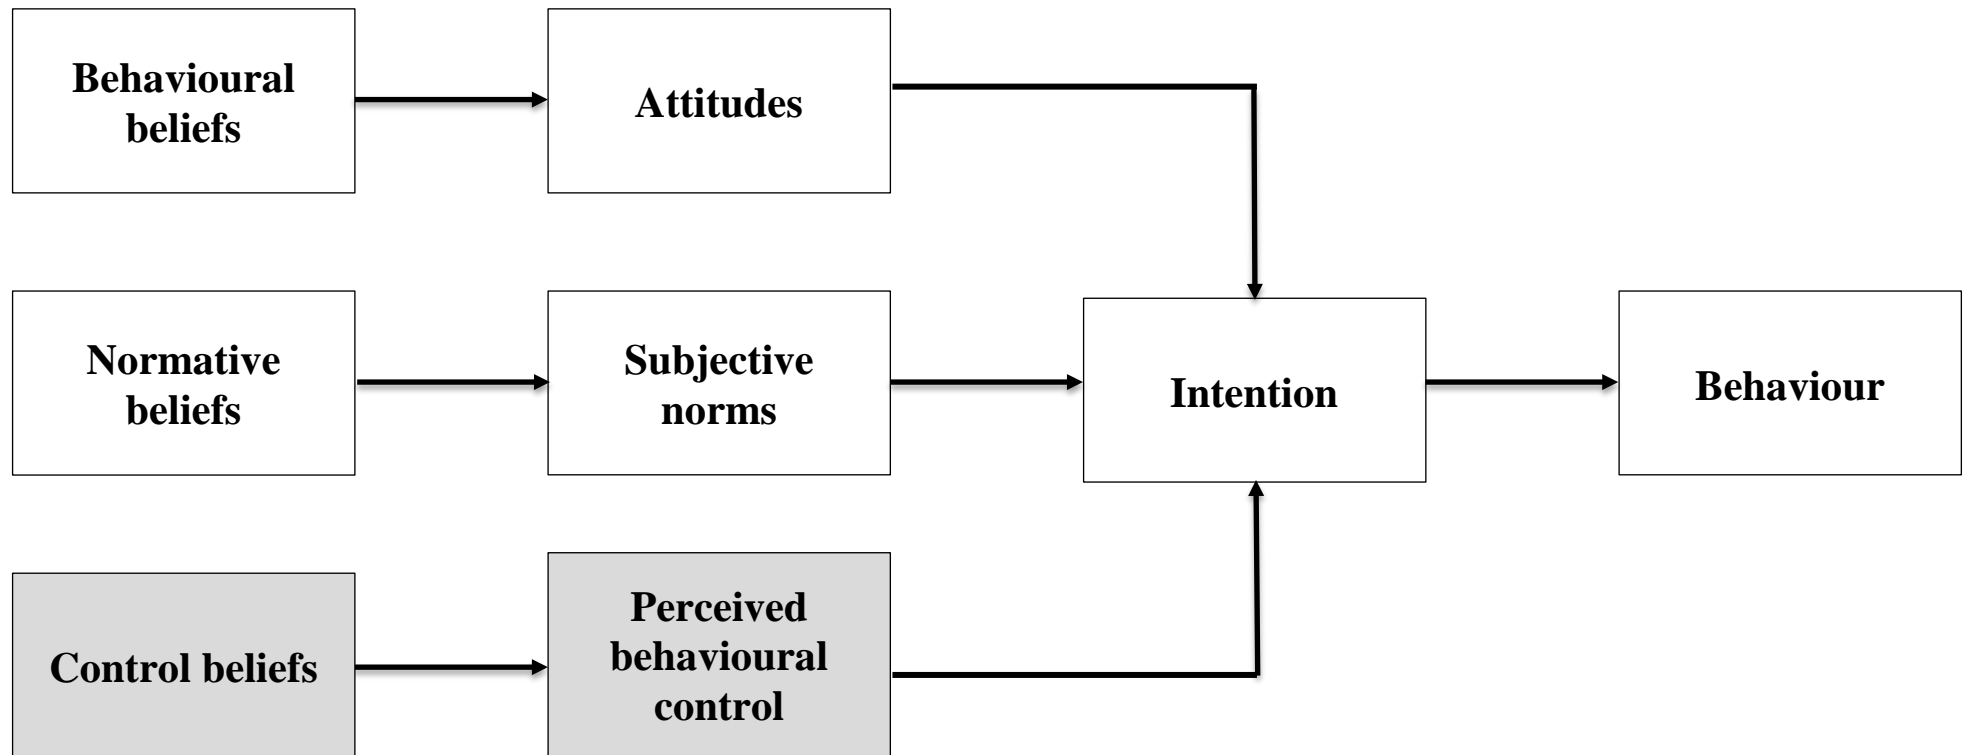 Behavioural
beliefs
Attitudes
Normative
beliefs
Subjective
norms
Intention
Behaviour
Control beliefs
Perceived
behavioural
control